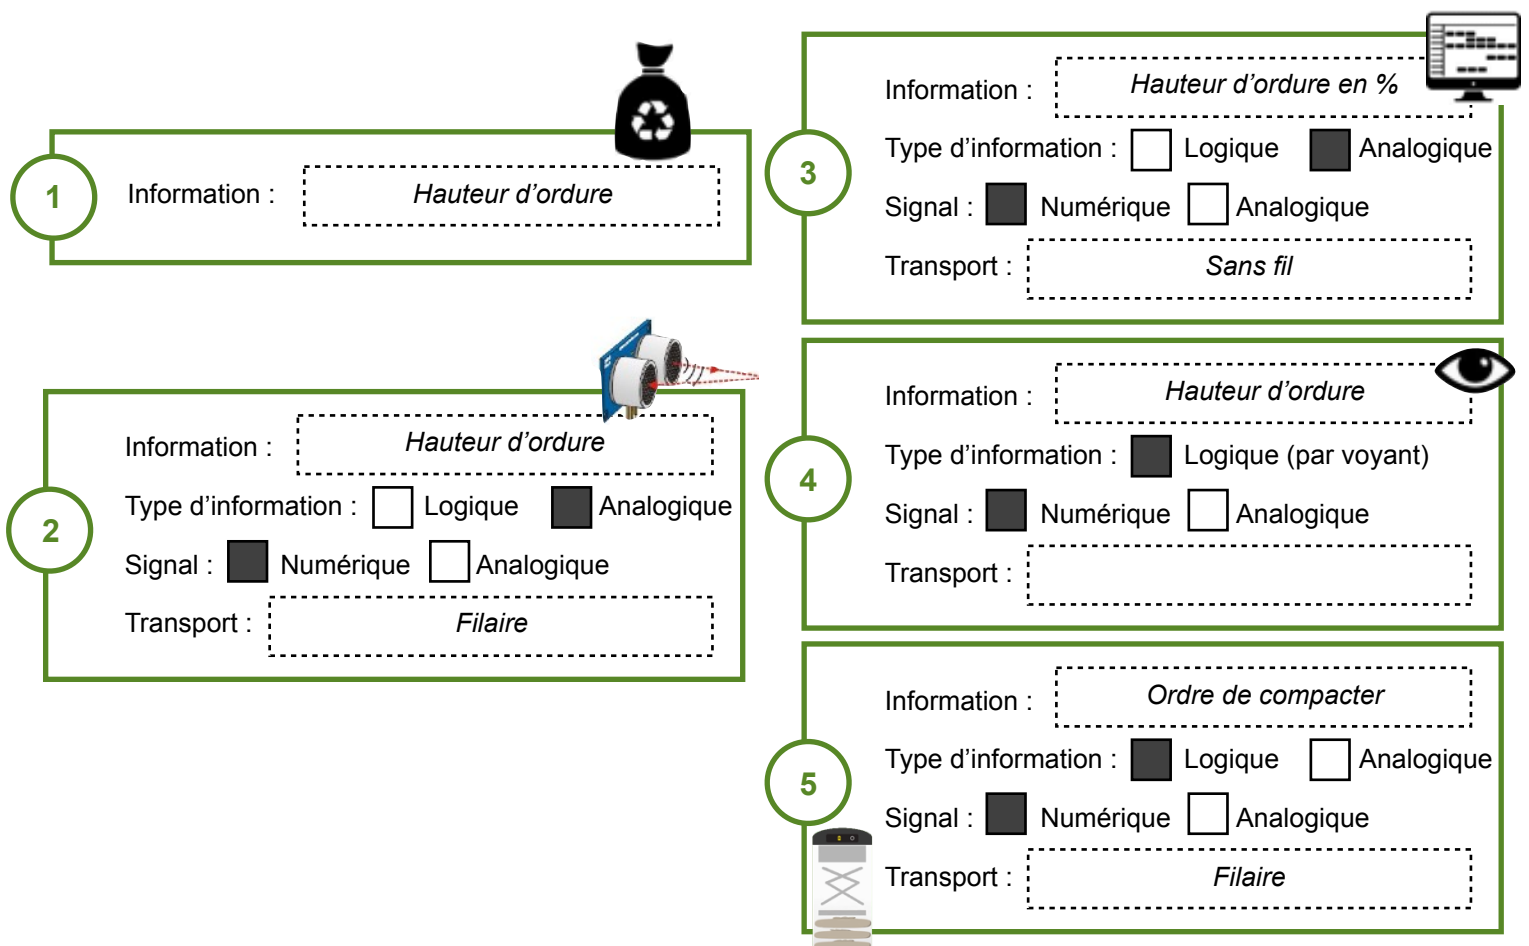 1
Information :
Hauteur d’ordure
2
Information :
Hauteur d’ordure
Type d’information : Logique Analogique
Signal : Numérique Analogique
Transport :
Filaire
3
Information :
Hauteur d’ordure en %
Type d’information : Logique Analogique
Signal : Numérique Analogique
Transport :
Sans fil
4
Information :
Hauteur d’ordure
Type d’information : Logique (par voyant)
Signal : Numérique Analogique
Transport :
5
Information :
Ordre de compacter
Type d’information : Logique Analogique
Signal : Numérique Analogique
Transport :
Filaire